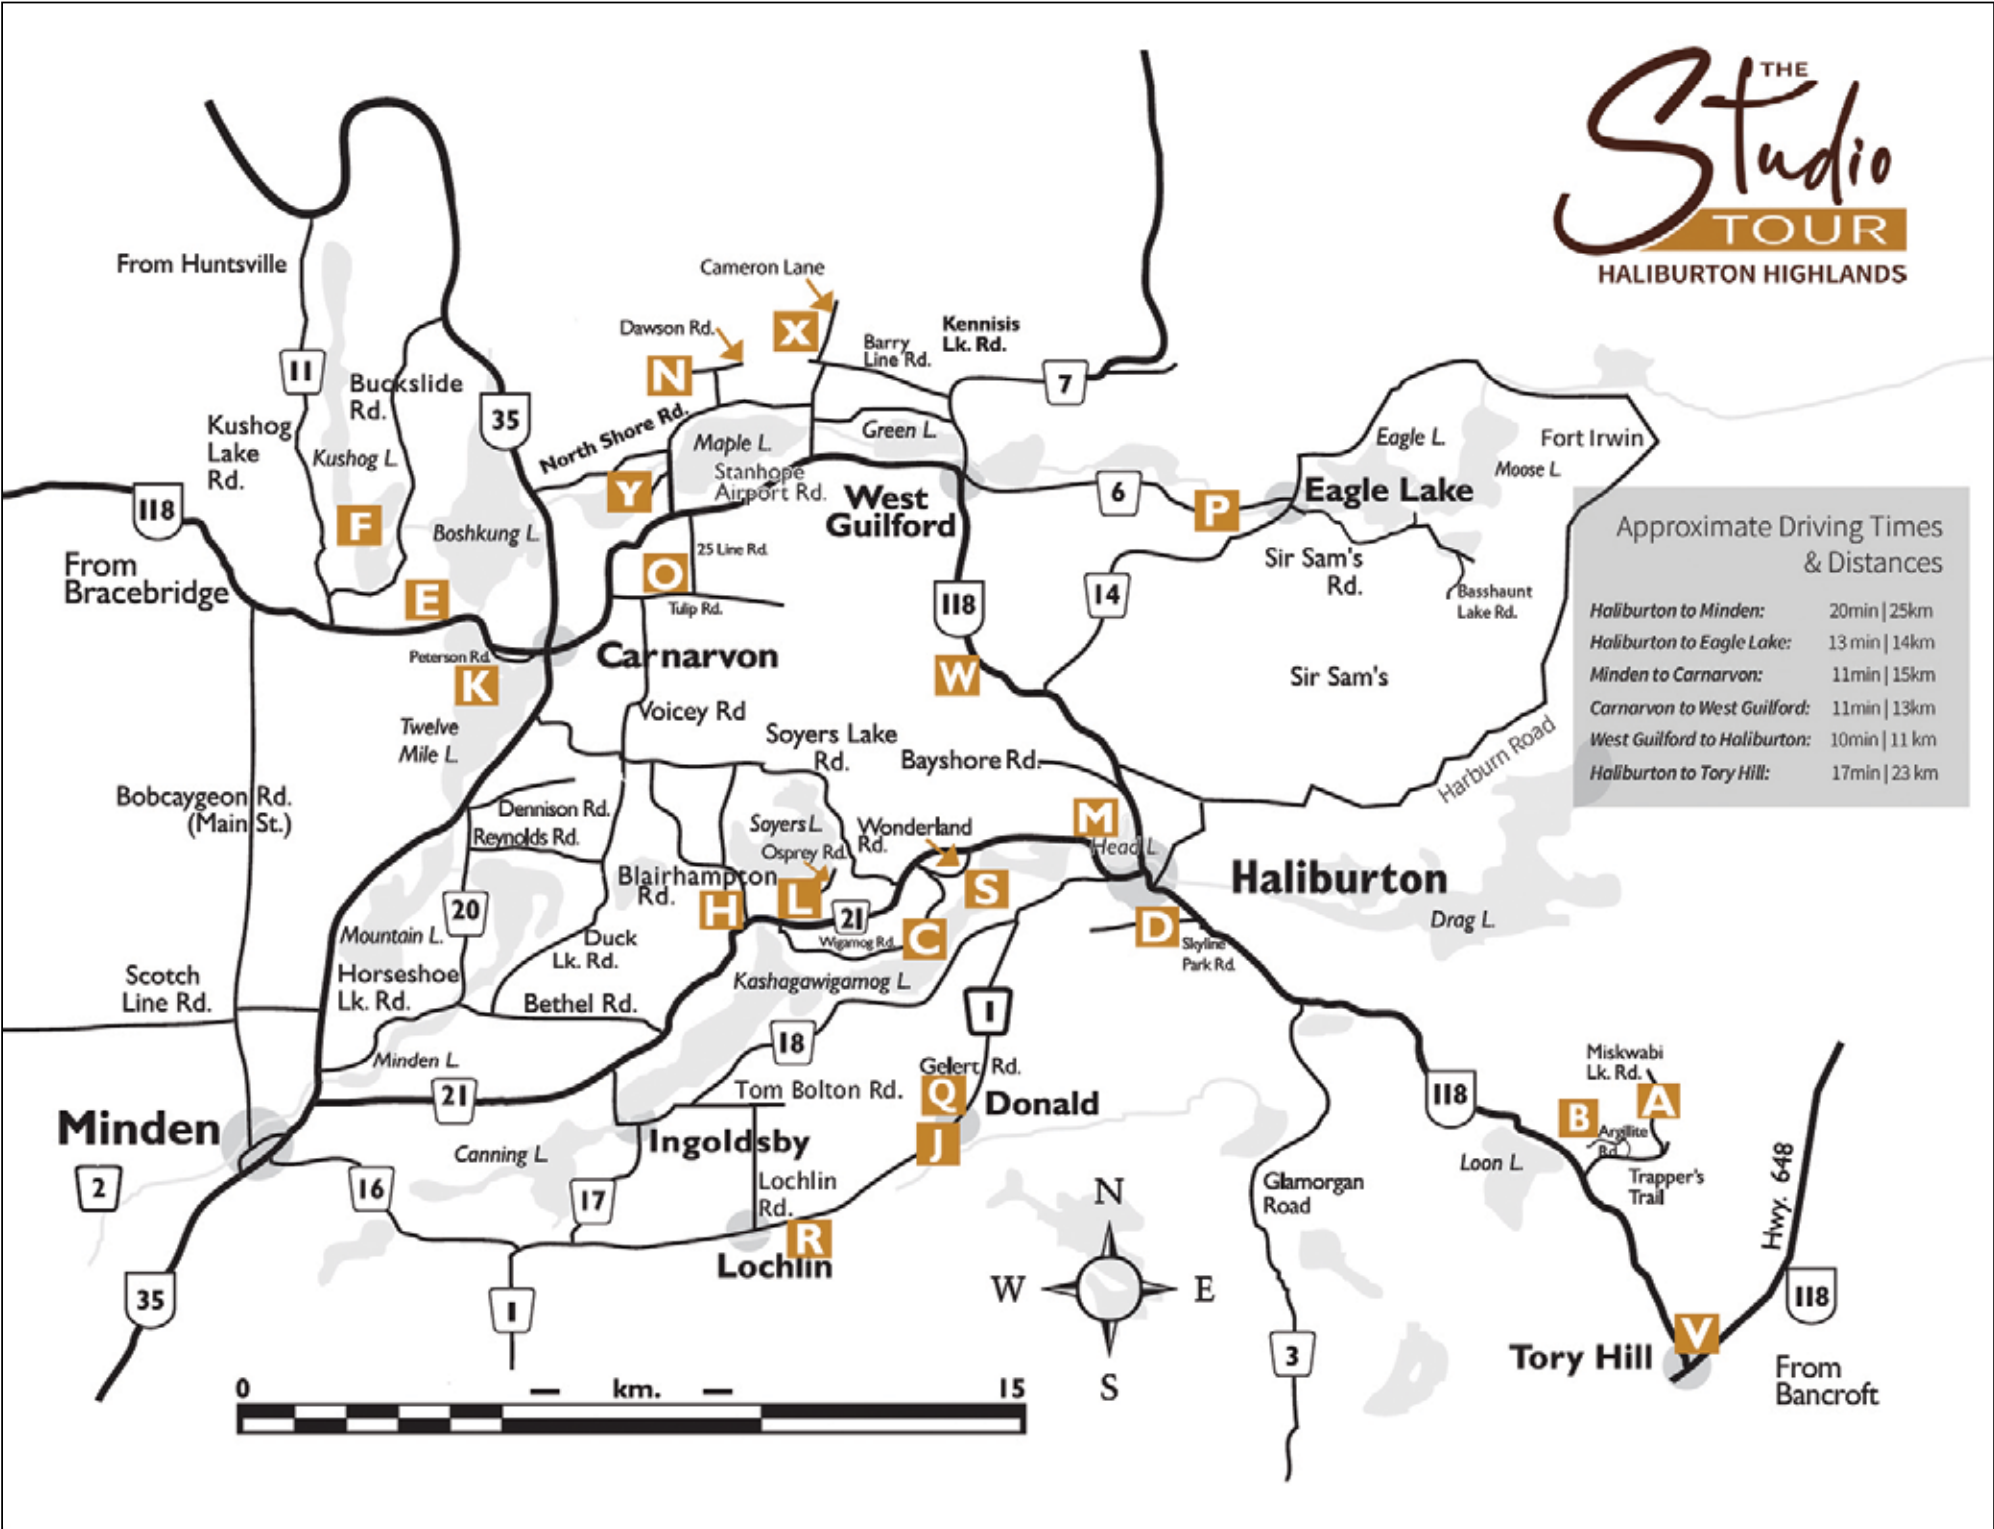 THE
Studio
TOUR
HALIBURTON HIGHLANDS
From Huntsville
Cameron Lane
Dawson Rd.
X
Barry
Line Rd.
Kennisis
Lk. Rd.
N
7
11
Buckslide
Rd.
35
Kushog
Lake
Rd.
Kushog L.
North Shore Rd.
Maple L.
Green L.
Stanhope
Airport Rd.
Eagle L.
Moose L.
Fort Irwin
118
F
Boshkung L.
Y
West
Guilford
6
P
Eagle Lake
From
Bracebridge
E
25 Line Rd.
O
Tulip Rd.
118
14
Sir Sam's
Rd.
Basshaunt
Lake Rd.
Approximate Driving Times
& Distances
Haliburton to Minden: 20min | 25km
Haliburton to Eagle Lake: 13 min | 14km
Minden to Carnarvon: 11min | 15km
Carnarvon to West Guilford: 11min | 13km
West Guilford to Haliburton: 10min | 11 km
Haliburton to Tory Hill: 17min | 23 km
Peterson Rd.
K
Carnarvon
W
Sir Sam's
Twelve
Mile L.
Voicey Rd
Soyers Lake
Rd.
Bayshore Rd.
Harburn Road
Bobcaygeon Rd.
(Main St.)
Dennison Rd.
Reynolds Rd.
Soyers L.
Osprey Rd.
Wonderland
Rd.
M
Head L.
Blairhampton
Rd.
H
L
21
S
Haliburton
20
Mountain L.
Duck
Lk. Rd.
Wigamog Rd.
C
D
Skyline
Park Rd.
Drag L.
Scotch
Line Rd.
Horseshoe
Lk. Rd.
Bethel Rd.
Kashagawigamog L.
1
18
Minden L.
21
Tom Bolton Rd.
Gelert Rd.
Q
Donald
J
Minden
Canning L.
Ingoldsby
2
16
17
Lochlin
Rd.
R
Lochlin
35
1
118
Miskwabi
Lk. Rd.
A
B
Argillite
Rd.
Loon L.
Trapper's
Trail
Glamorgan
Road
Hwy. 648
118
N
W
E
S
3
V
Tory Hill
From
Bancroft
0 km. 15